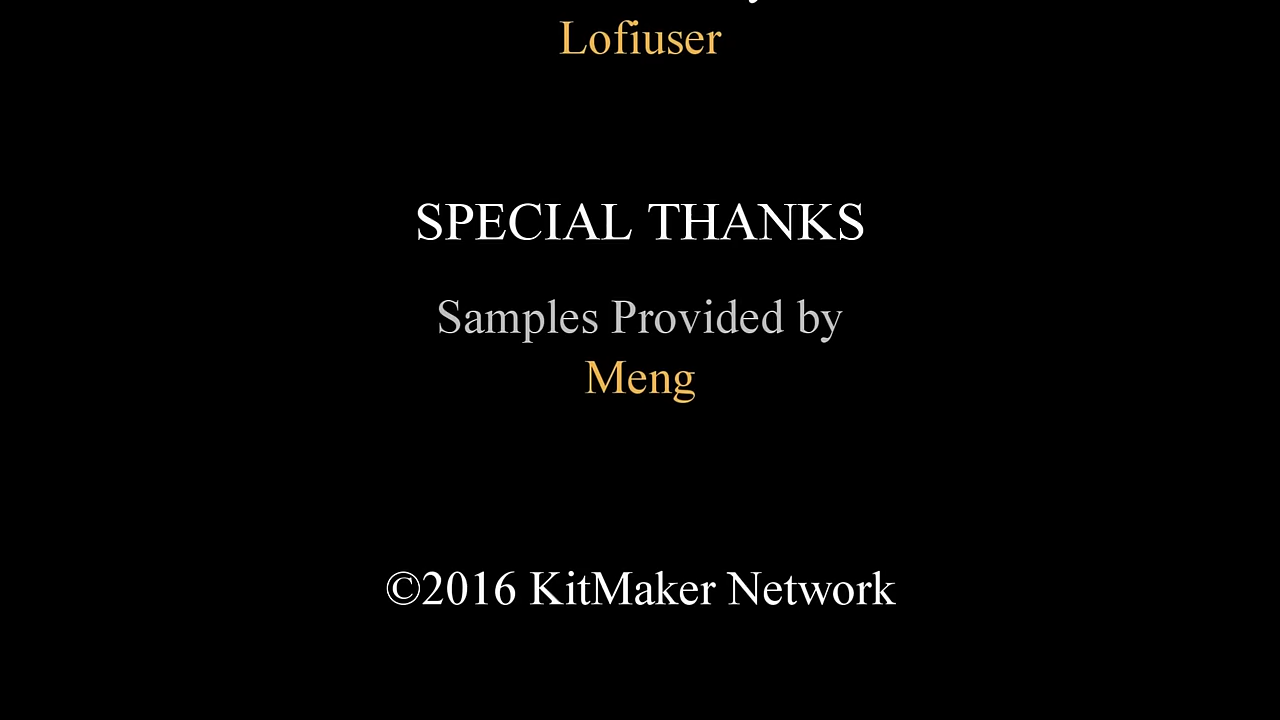 Lofiuser
SPECIAL THANKS
Samples Provided by
Meng
©2016 KitMaker Network